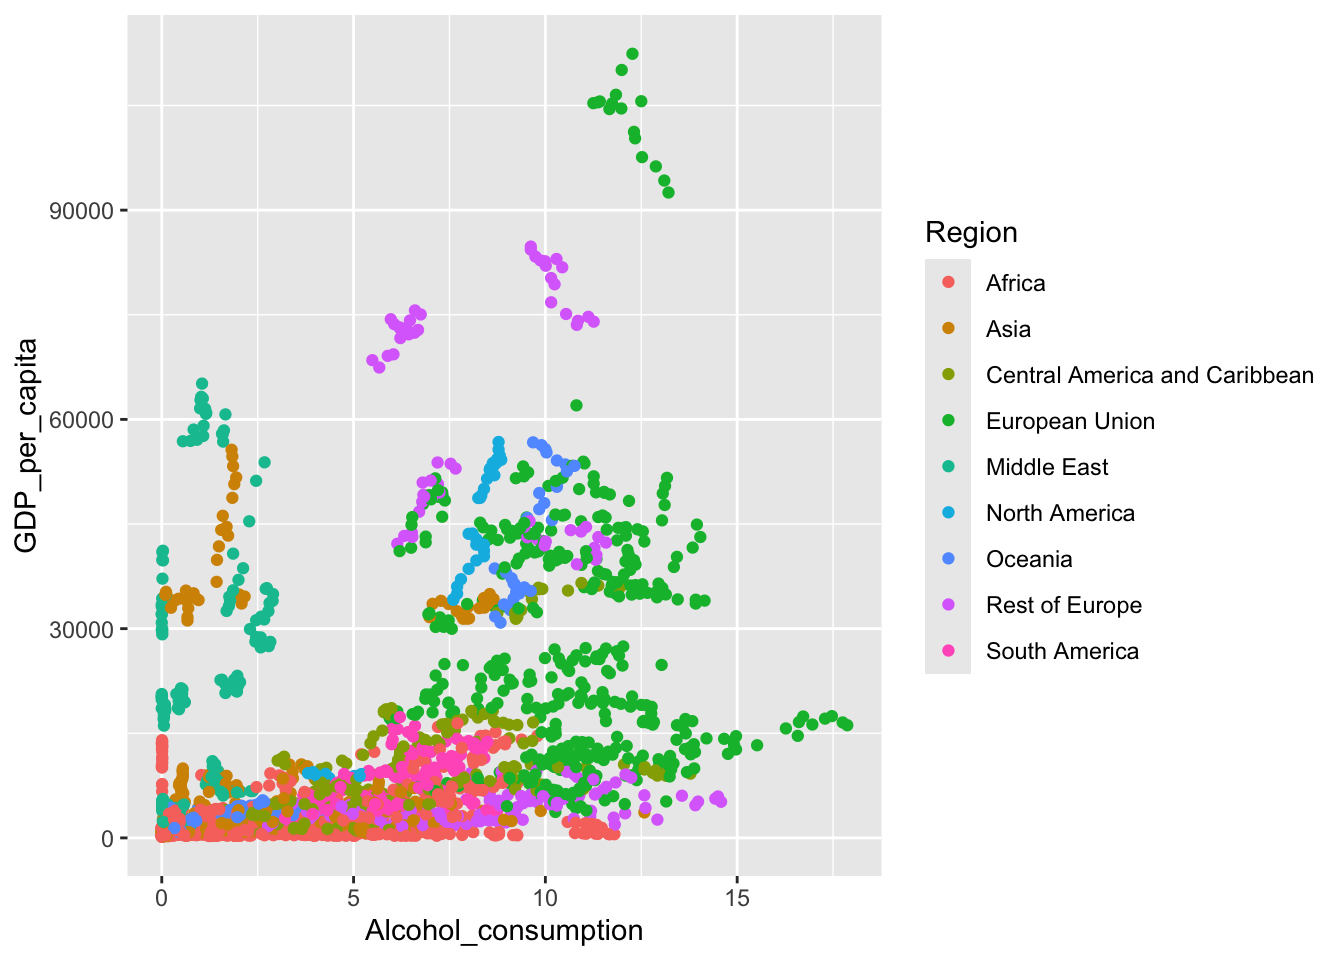 GDP_per_capita
90000
60000
30000
0
0
5
10
15
Alcohol_consumption
Region
Africa
Asia
Central America and Caribbean
European Union
Middle East
North America
Oceania
Rest of Europe
South America